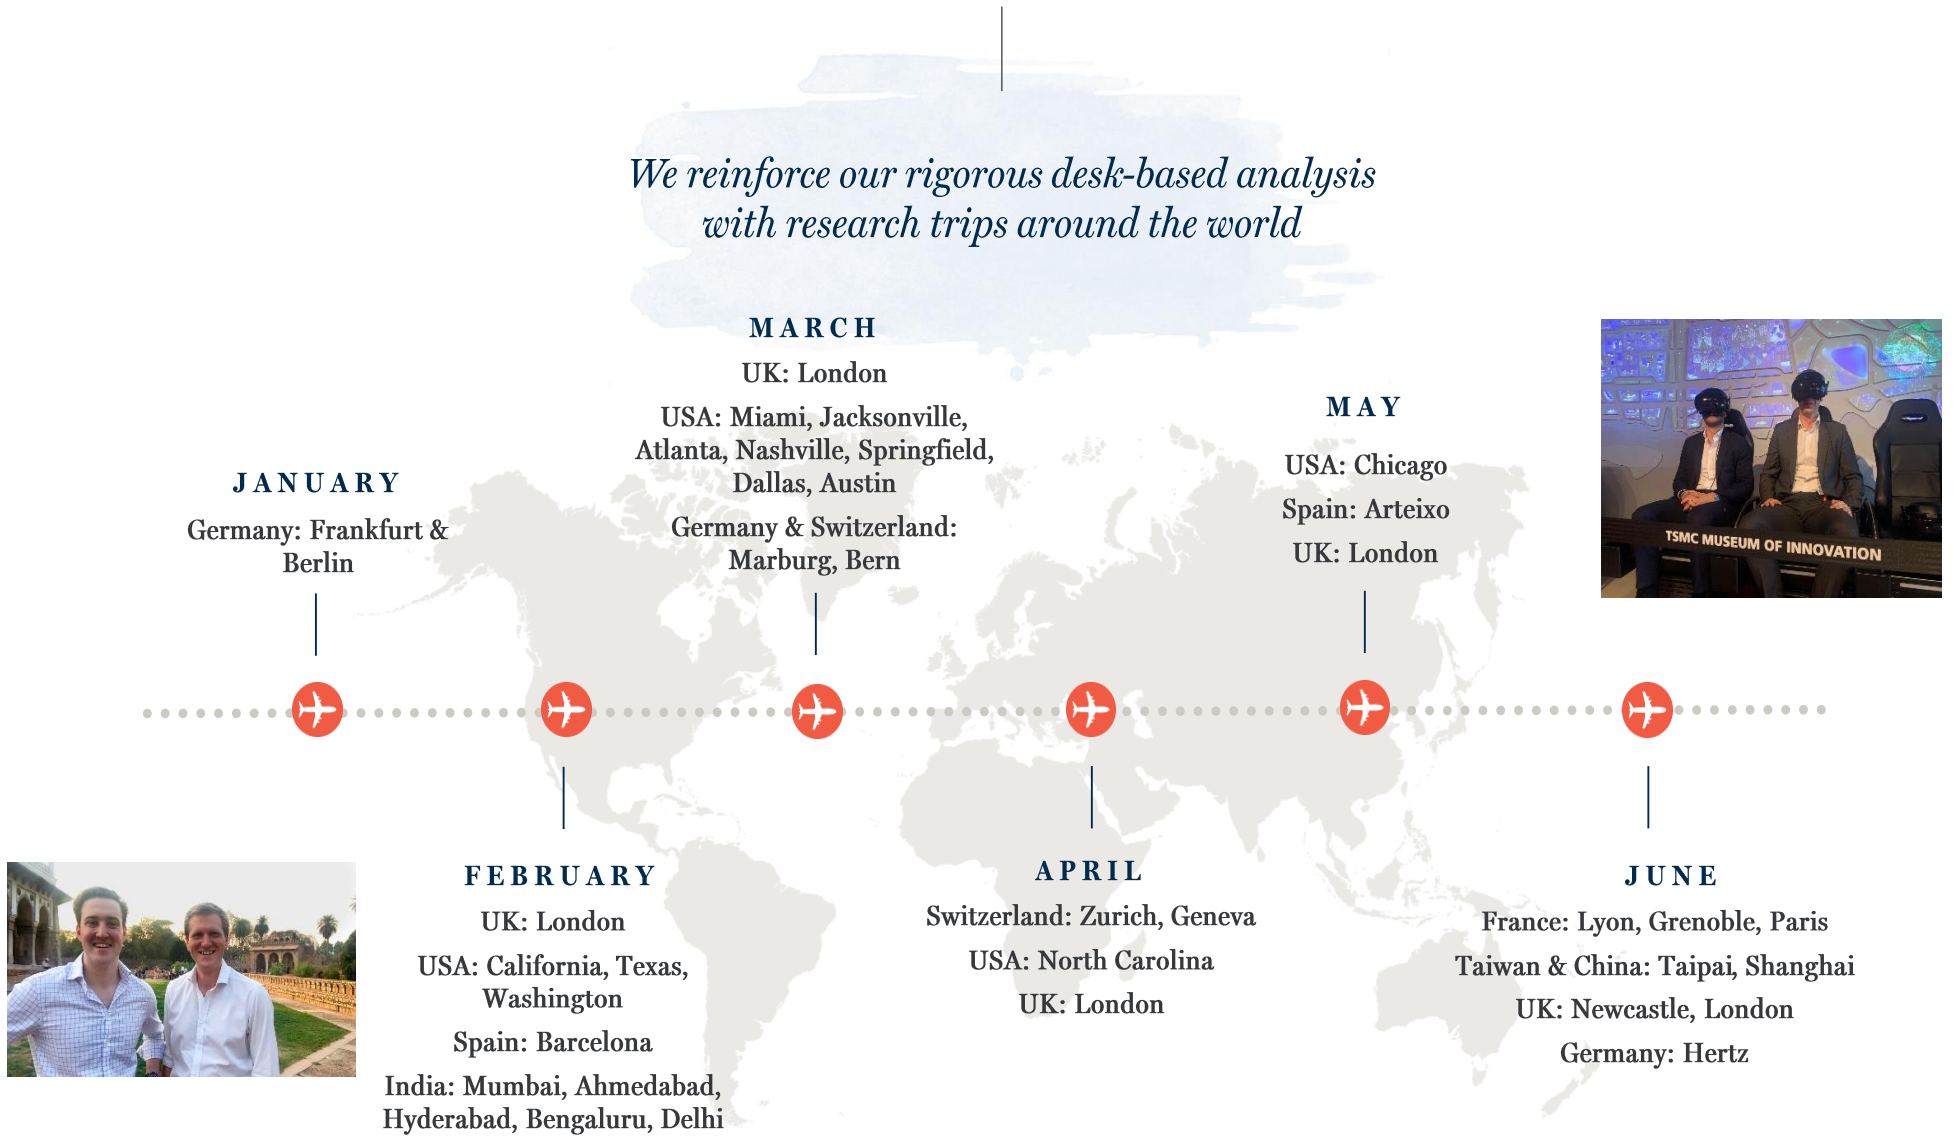 We reinforce our rigorous desk-based analysis
with research trips around the world
JANUARY
Germany: Frankfurt &
Berlin
FEBRUARY
UK: London
USA: California, Texas,
Washington
Spain: Barcelona
India: Mumbai, Ahmedabad,
Hyderabad, Bengaluru, Delhi
MARCH
UK: London
USA: Miami, Jacksonville,
Atlanta, Nashville, Springfield,
Dallas, Austin
Germany & Switzerland:
Marburg, Bern
APRIL
Switzerland: Zurich, Geneva
USA: North Carolina
UK: London
MAY
USA: Chicago
Spain: Arteixo
UK: London
JUNE
France: Lyon, Grenoble, Paris
Taiwan & China: Taipai, Shanghai
UK: Newcastle, London
Germany: Hertz
TSMC MUSEUM OF INNOVATION